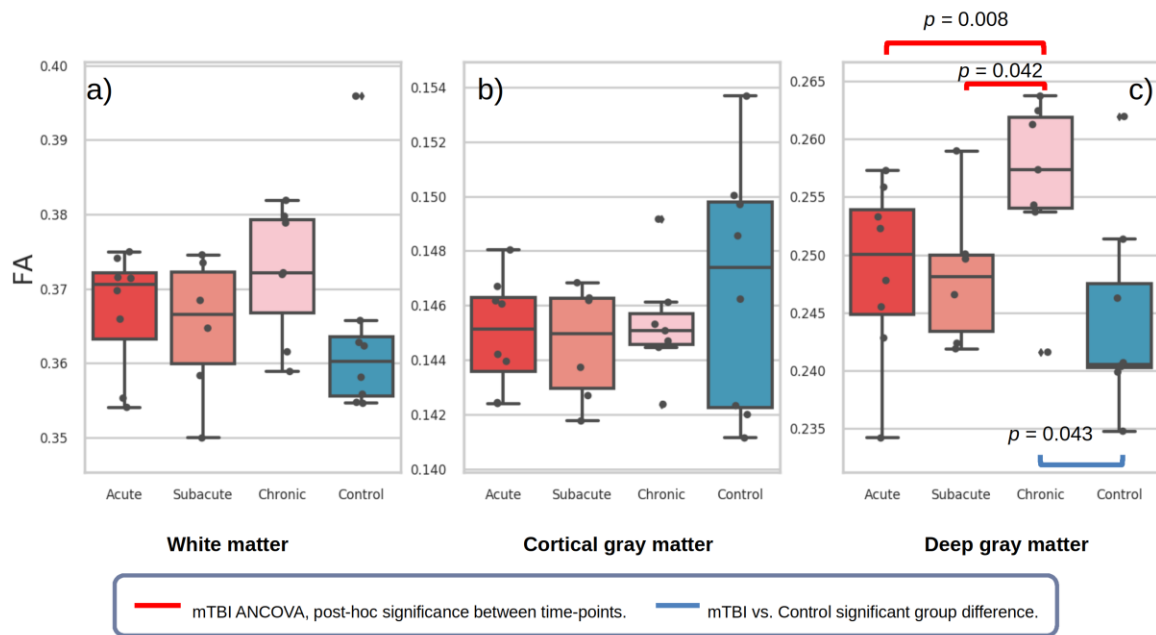 p = 0.008
p = 0.042
a)
b)
c)
FA
0.40
0.39
0.38
0.37
0.36
0.35
0.154
0.152
0.150
0.148
0.146
0.144
0.142
0.140
0.265
0.260
0.255
0.250
0.245
0.240
0.235
p = 0.043
Acute Subacute Chronic Control
Acute Subacute Chronic Control
Acute Subacute Chronic Control
White matter
Cortical gray matter
Deep gray matter
mTBI ANCOVA, post-hoc significance between time-points.
mTBI vs. Control significant group difference.